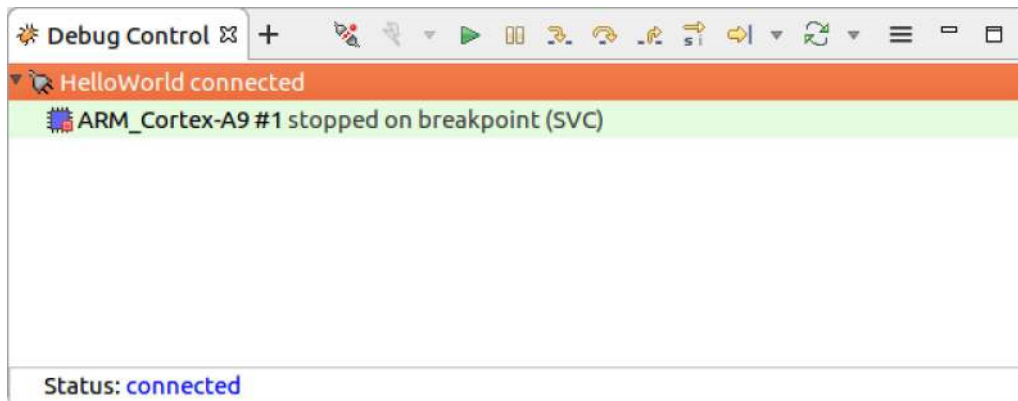 Debug Control
s i
HelloWorld connected
ARM_Cortex-A9 #1 stopped on breakpoint (SVC)
Status: connected